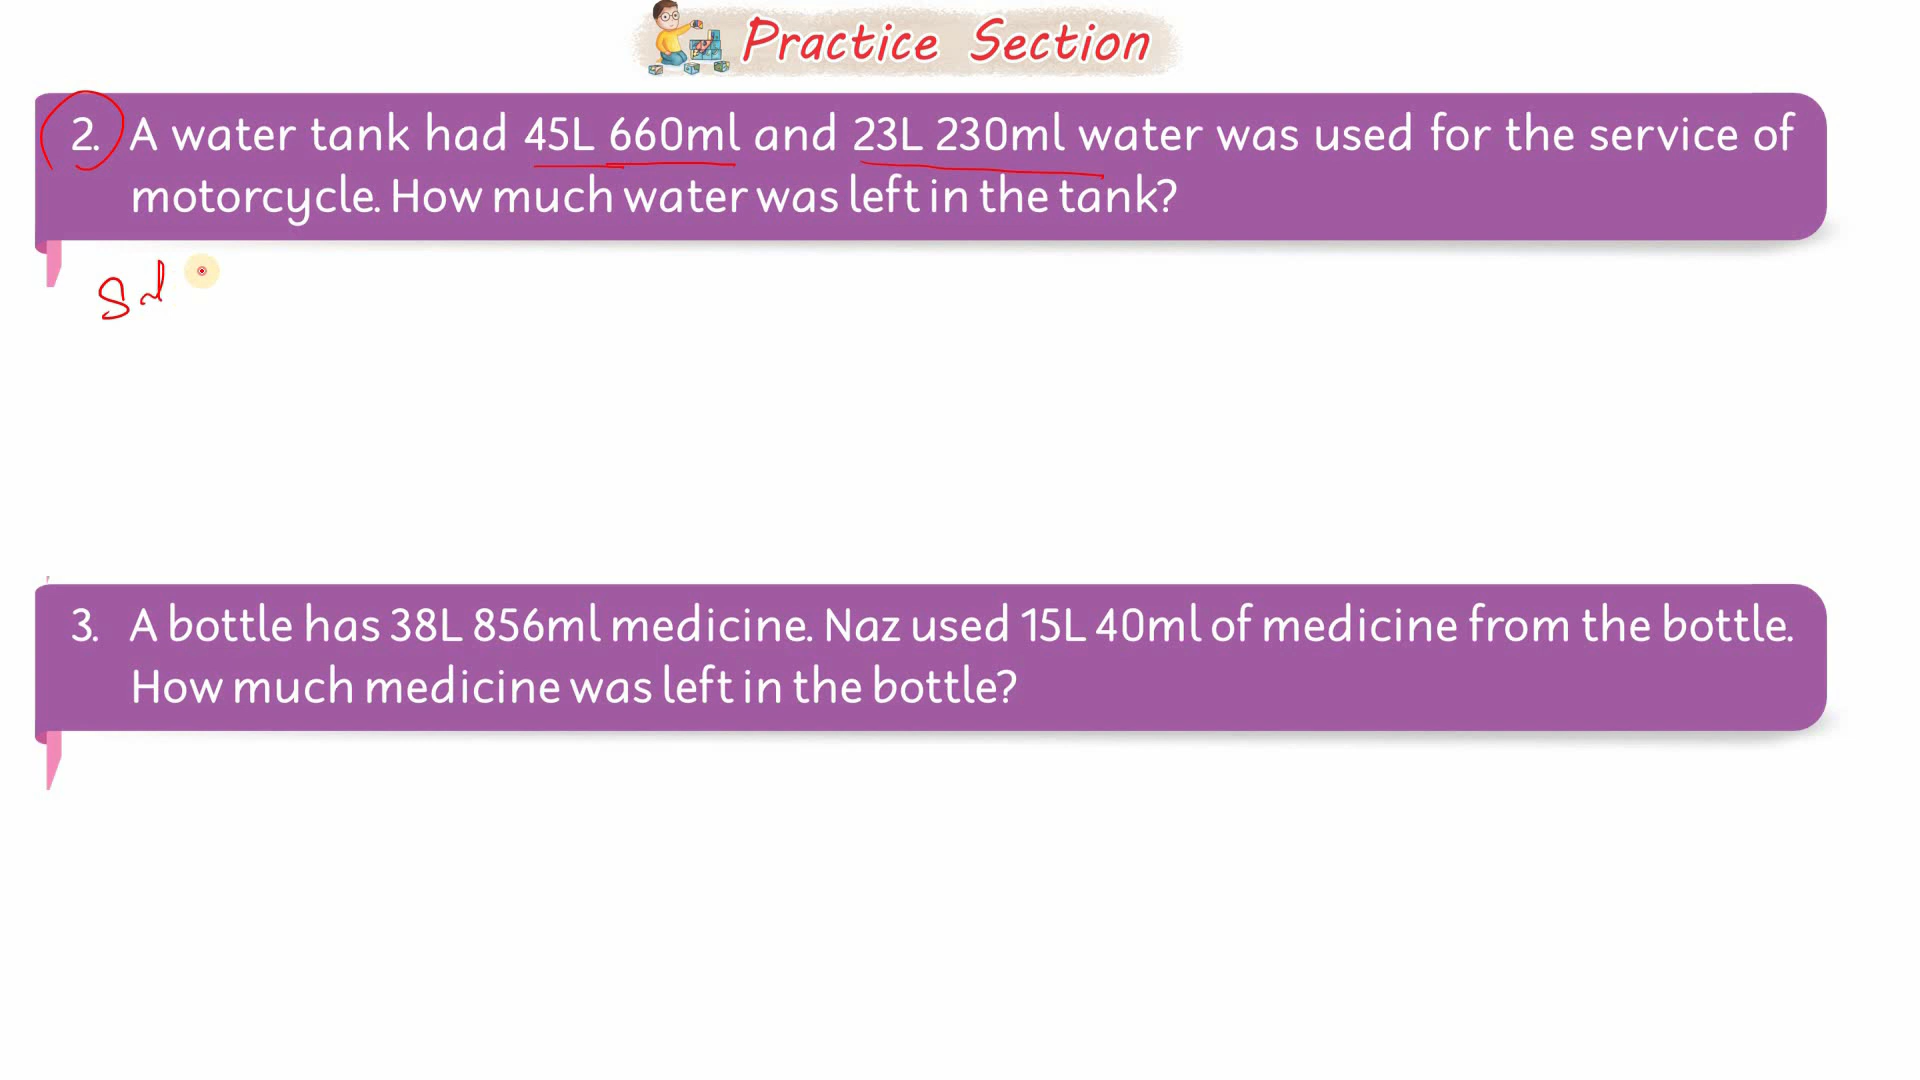 Practice Section
2. A water tank had 45L 660ml and 23L 230ml water was used for the service of
motorcycle. How much water was left in the tank?
Sol
3. A bottle has 38L 856ml medicine. Naz used 15L 40ml of medicine from the bottle.
How much medicine was left in the bottle?